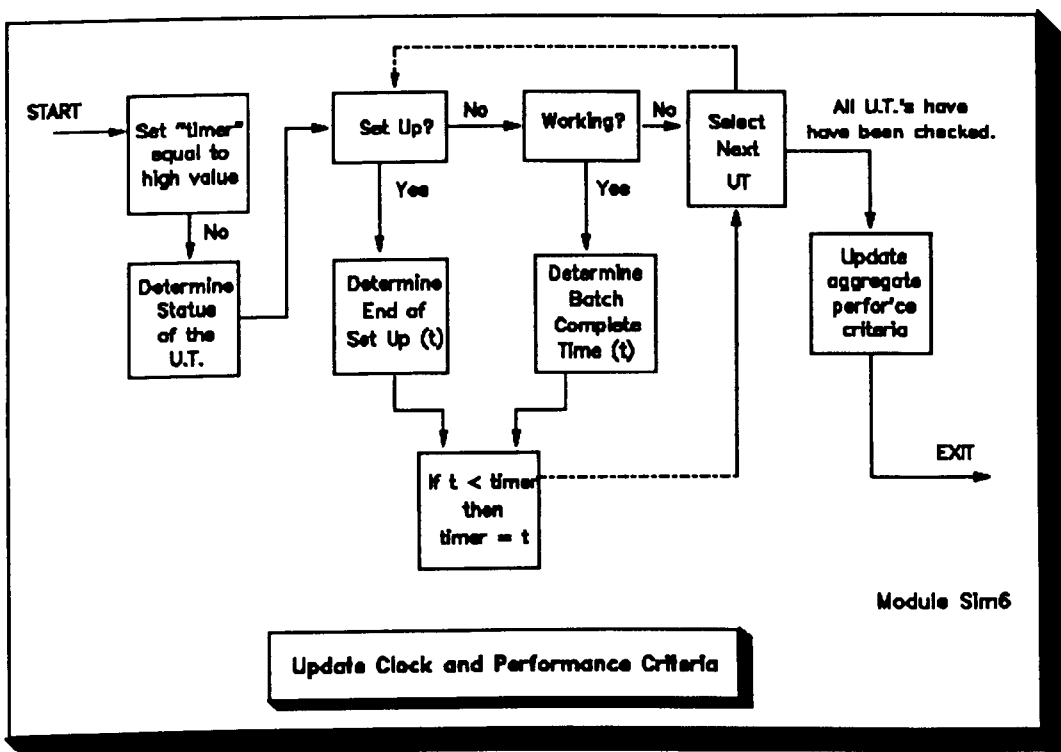 START
Set "timer"
equal to
high value
No
Determine
Status
of the
U.T.
Set Up?
No
Yes
Determine
End of
Set Up (t)
Working?
No
Yes
Determine
Batch
Complete
Time (t)
If t < timer
then
timer = t
Select
Next
UT
All U.T.'s have
have been checked.
Update
aggregate
perfor'ce
criteria
EXIT
Module Sim6
Update Clock and Performance Criteria